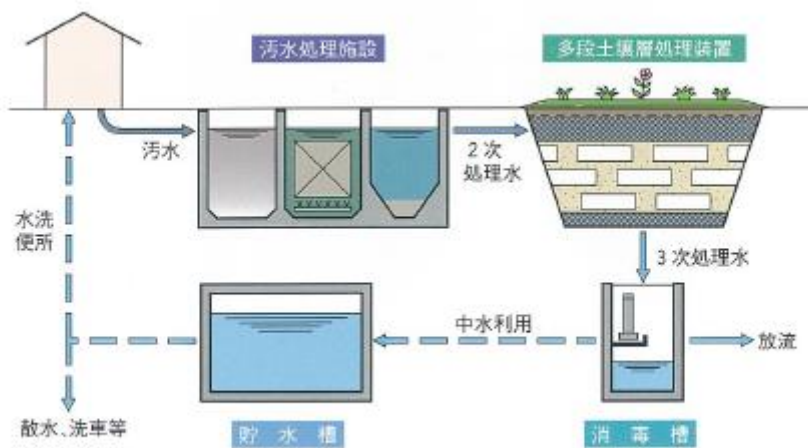 汚水処理施設
多段土壌層処理装置
汚水
2次
処理水
水洗
便所
3次処理水
中水利用
放流
散水、洗車等
貯水槽
消毒槽